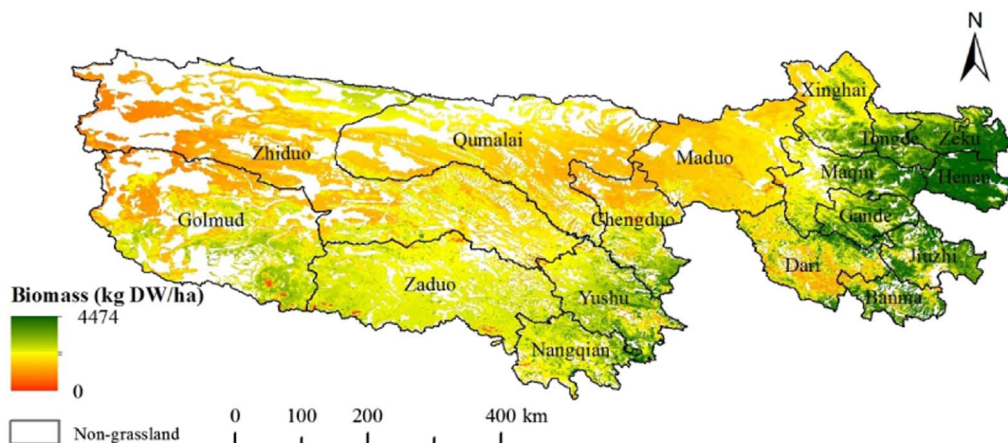 N
Xinghai
Tongde
Zeku
Qumalai
Zhiduo
Maduo
Maqin
Henan
Golmud
Chengduo
Gande
Jiuzhi
Dari
Zaduo
Yushu
Banma
Nangqian
Biomass (kg DW/ha)
4474
0
Non-grassland
0 100 200 400 km